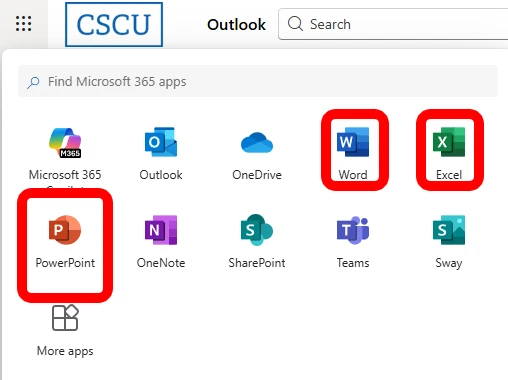 CSCU Outlook Search
Find Microsoft 365 apps
M365
Microsoft 365 Outlook OneDrive Word Excel
PowerPoint OneNote SharePoint Teams Sway
More apps